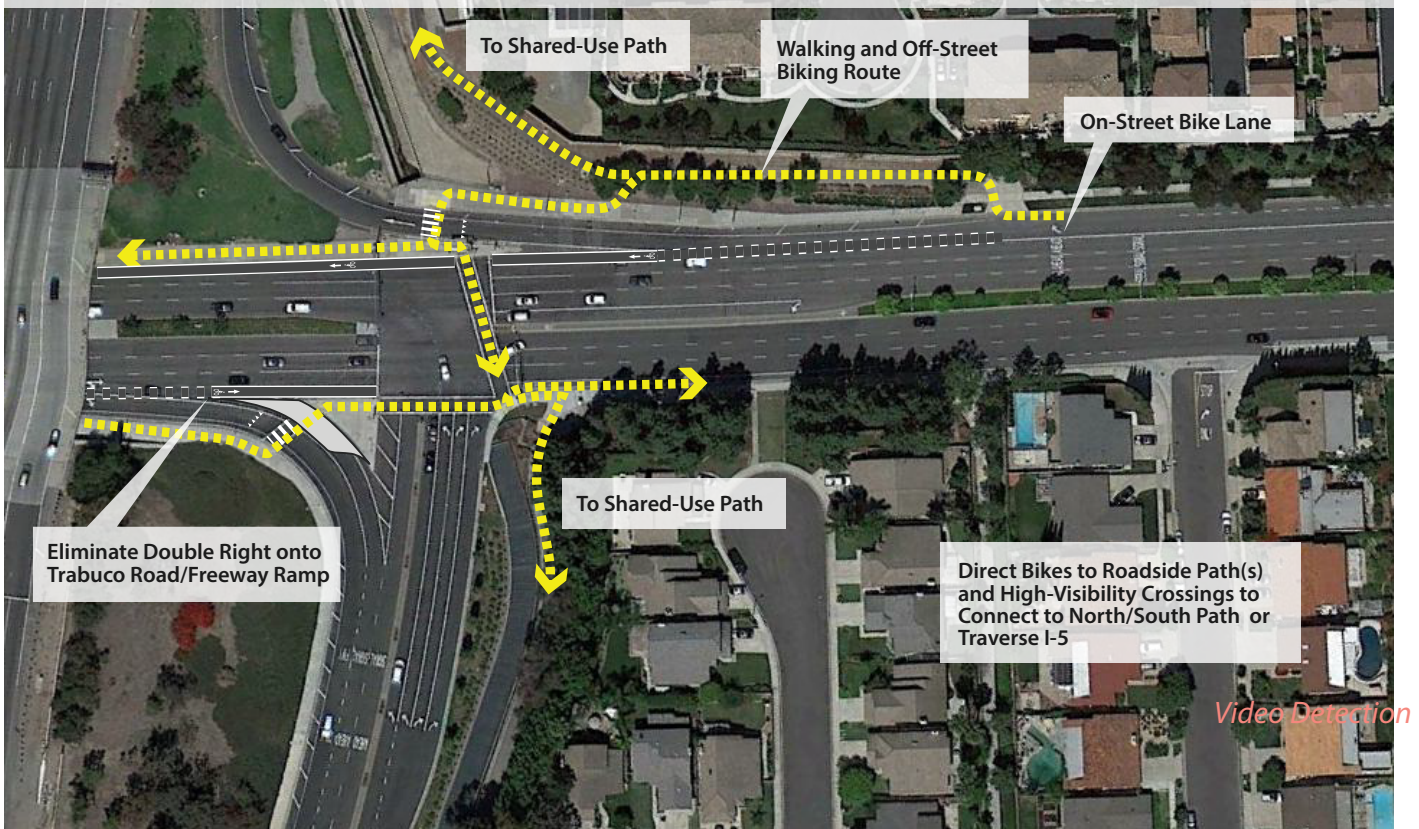 To Shared-Use Path
Walking and Off-Street
Biking Route
On-Street Bike Lane
To Shared-Use Path
Eliminate Double Right onto
Trabuco Road/Freeway Ramp
Direct Bikes to Roadside Path(s)
and High-Visibility Crossings to
Connect to North/South Path or
Traverse I-5
Video Detection